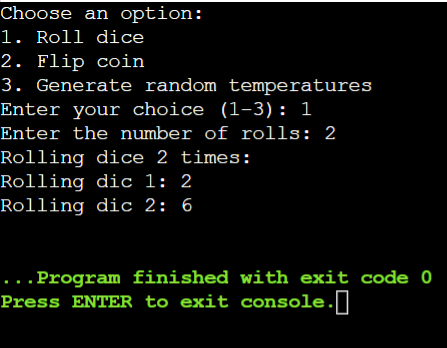 Choose an option:
1. Roll dice
2. Flip coin
3. Generate random temperatures
Enter your choice (1-3): 1
Enter the number of rolls: 2
Rolling dice 2 times:
Rolling dic 1: 2
Rolling dic 2: 6
...Program finished with exit code 0
Press ENTER to exit console.